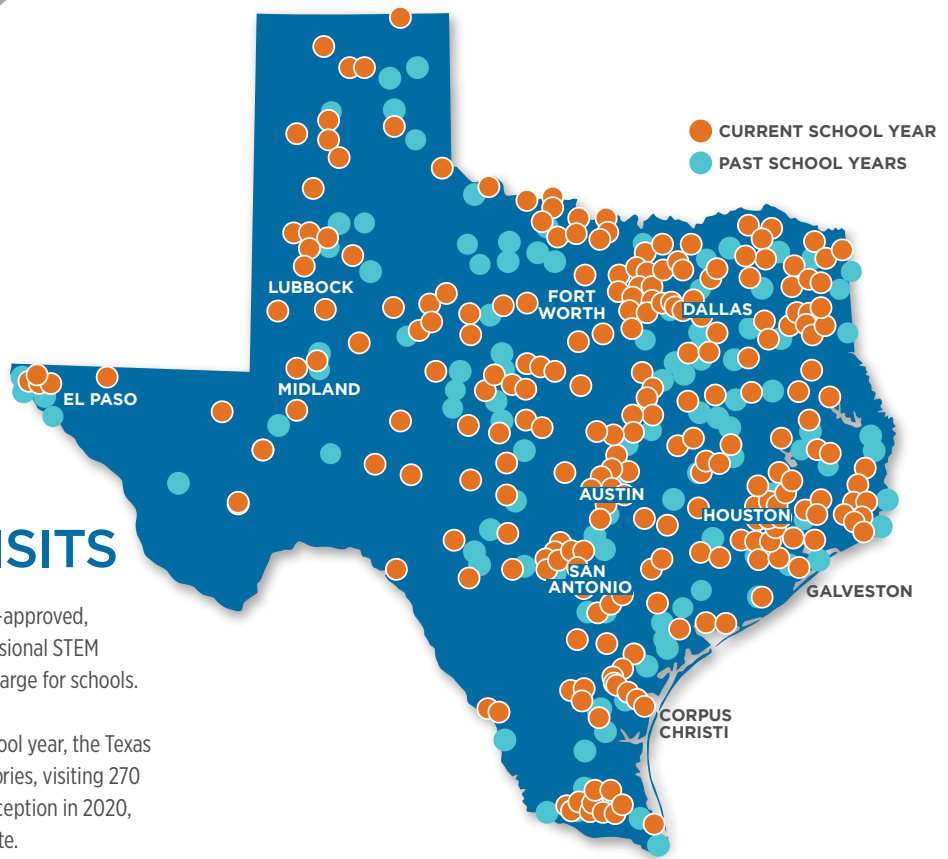 CURRENT SCHOOL YEAR
PAST SCHOOL YEARS
LUBBOCK
FORT
WORTH
DALLAS
EL PASO
MIDLAND
AUSTIN
HOUSTON
SAN
ANTONIO
GALVESTON
CORPUS
CHRISTI
ISITS
-approved,
sional STEM
arge for schools.
ool year, the Texas
ories, visiting 270
ception in 2020,
te.